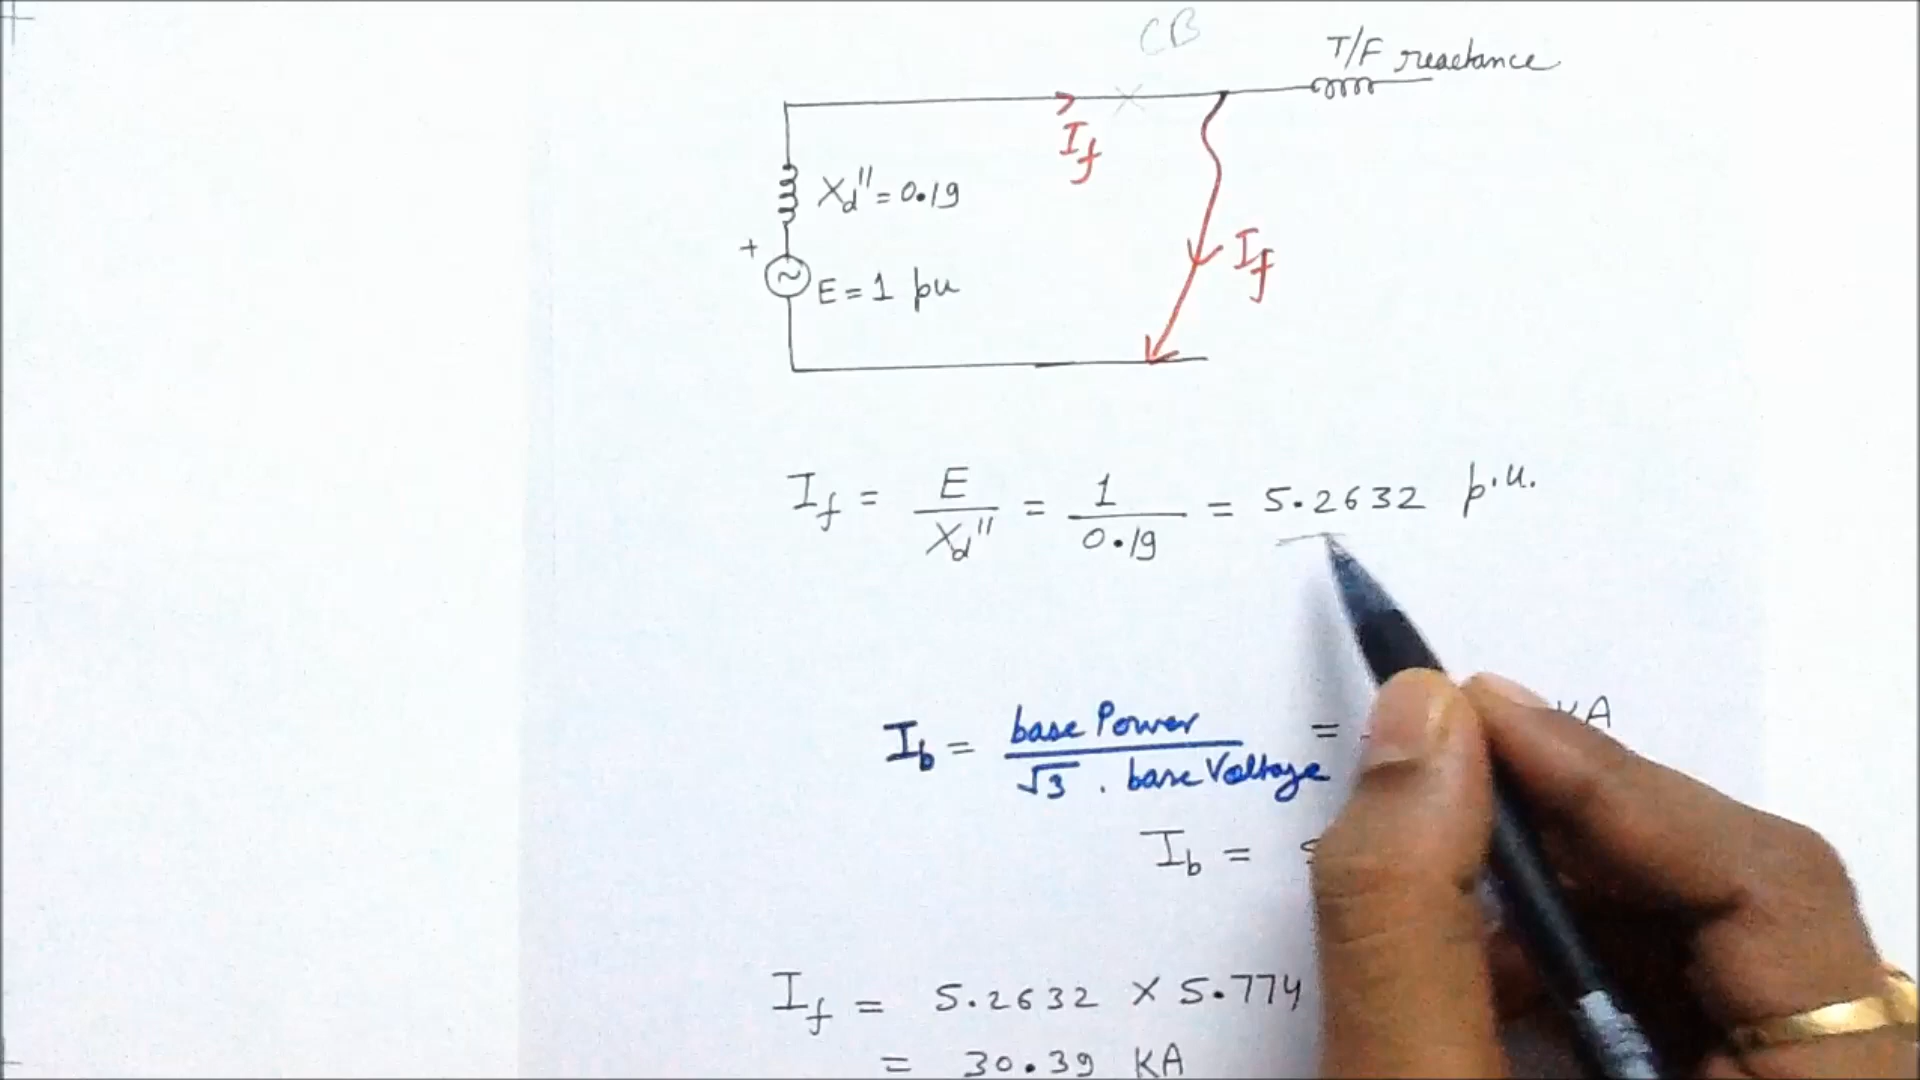 CB
T/F reactance
If
Xd'' = 0.19
If
+
~ E = 1 pu
If = E / Xd'' = 1 / 0.19 = 5.2632 p.u.
Ib = base Power / √3 . base Voltage = KA
Ib =
If = 5.2632 × 5.774
= 30.39 KA